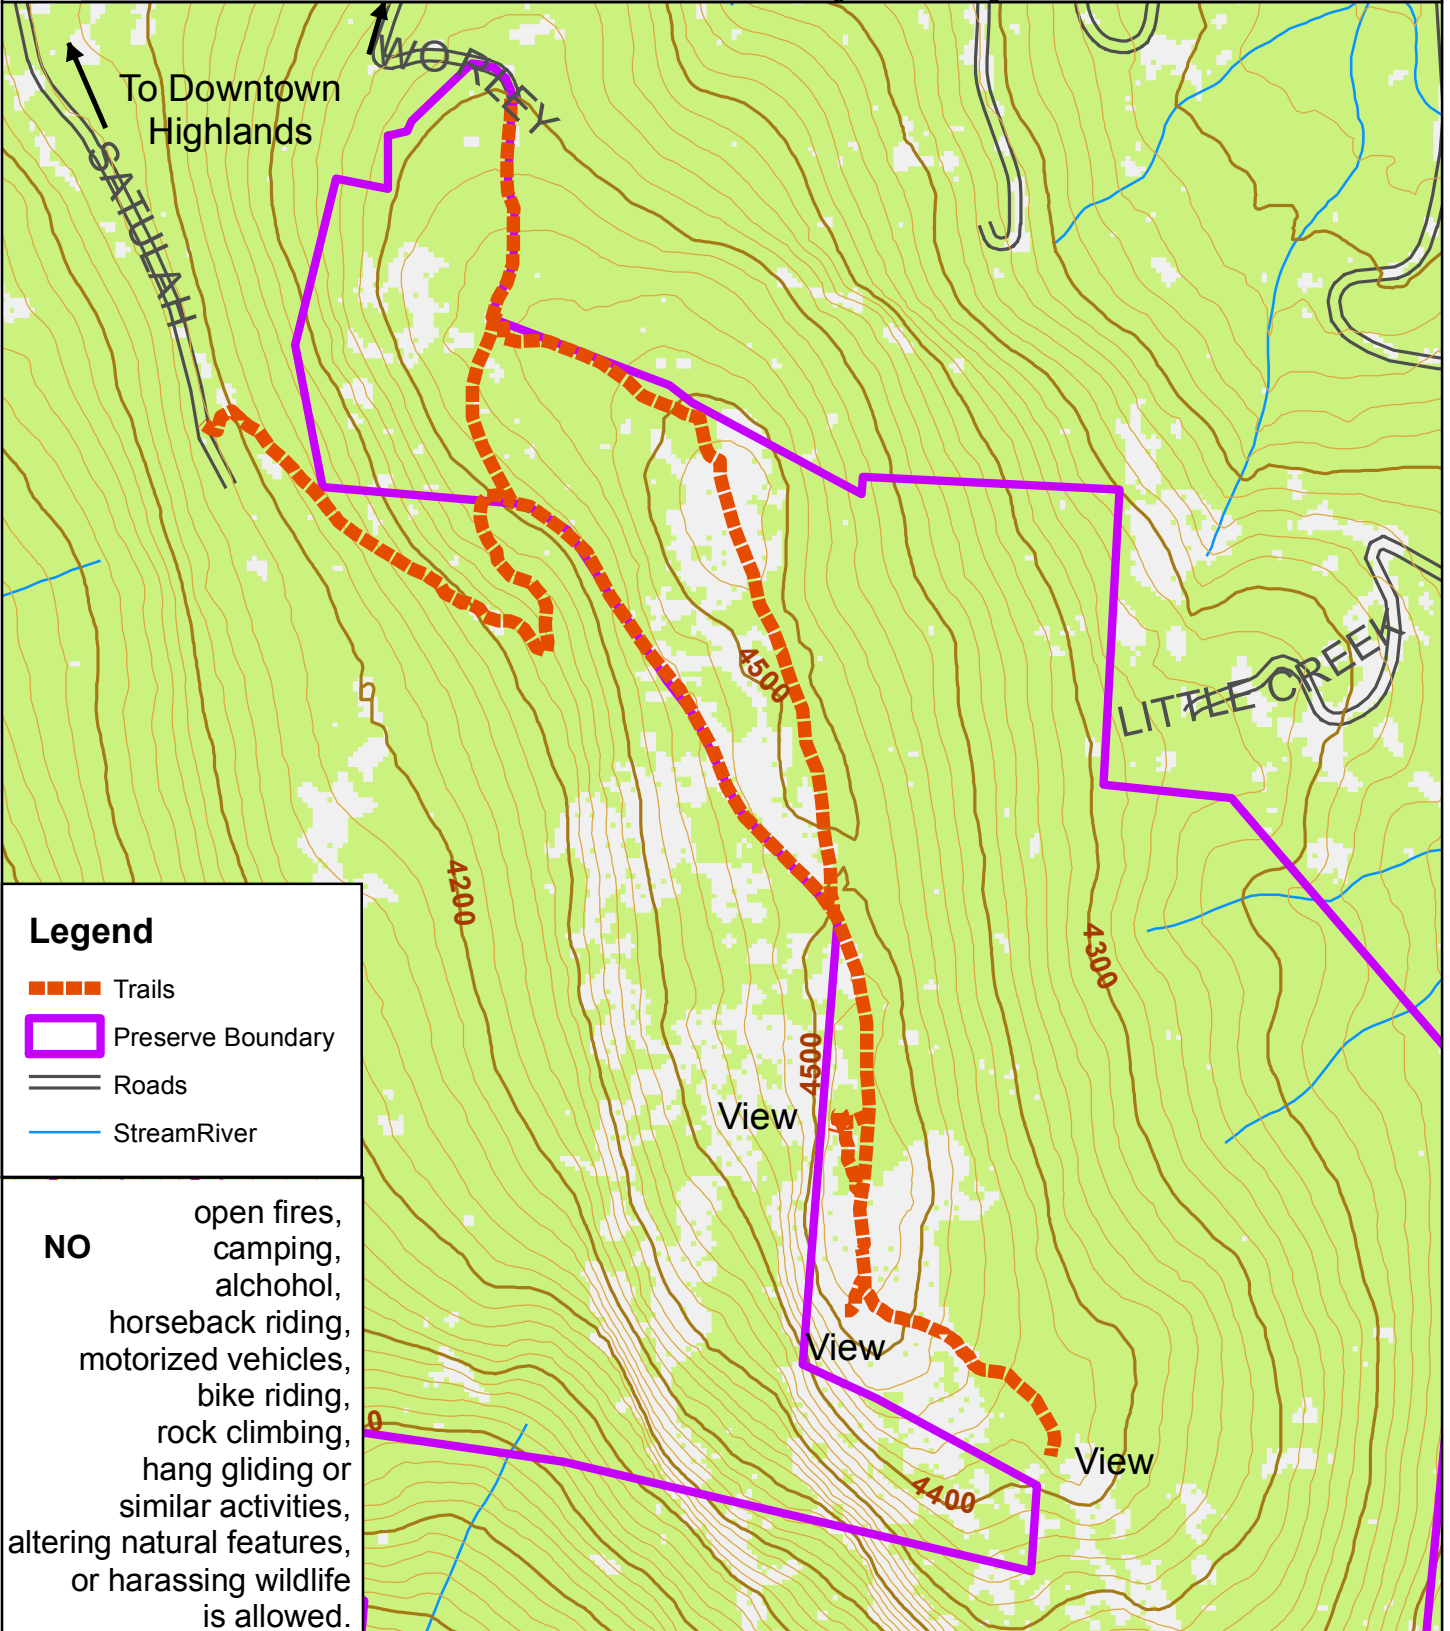 WORLEY
To Downtown
Highlands
SATULAH
4500
LITTLE CREEK
4200
4300
4500
View
View
View
4400
0
Legend
Trails
Preserve Boundary
Roads
StreamRiver
NO
open fires,
camping,
alchohol,
horseback riding,
motorized vehicles,
bike riding,
rock climbing,
hang gliding or
similar activities,
altering natural features,
or harassing wildlife
is allowed.